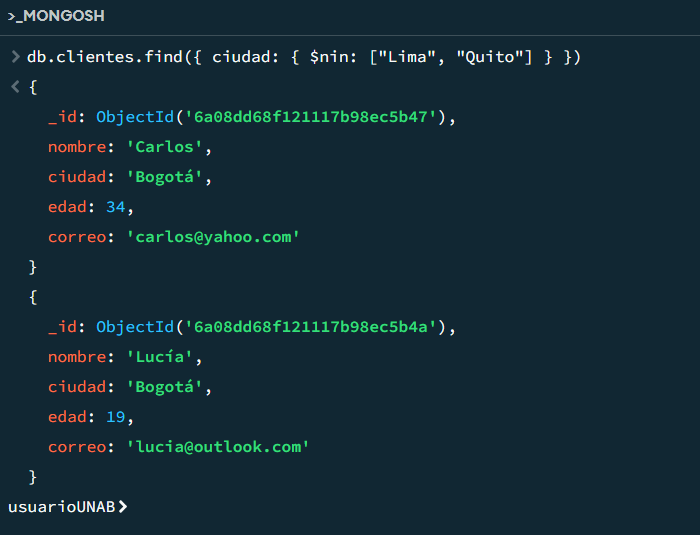 >_MONGOSH
> db.clientes.find({ ciudad: { $nin: ["Lima", "Quito"] } })
< {
_id: ObjectId('6a08dd68f121117b98ec5b47'),
nombre: 'Carlos',
ciudad: 'Bogotá',
edad: 34,
correo: 'carlos@yahoo.com'
}
{
_id: ObjectId('6a08dd68f121117b98ec5b4a'),
nombre: 'Lucía',
ciudad: 'Bogotá',
edad: 19,
correo: 'lucia@outlook.com'
}
usuarioUNAB>